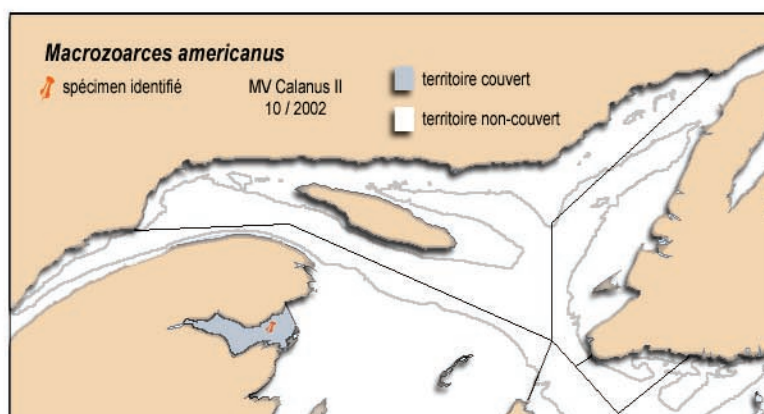 Macrozoarces americanus
spécimen identifié
MV Calanus II
10 / 2002
territoire couvert
territoire non-couvert